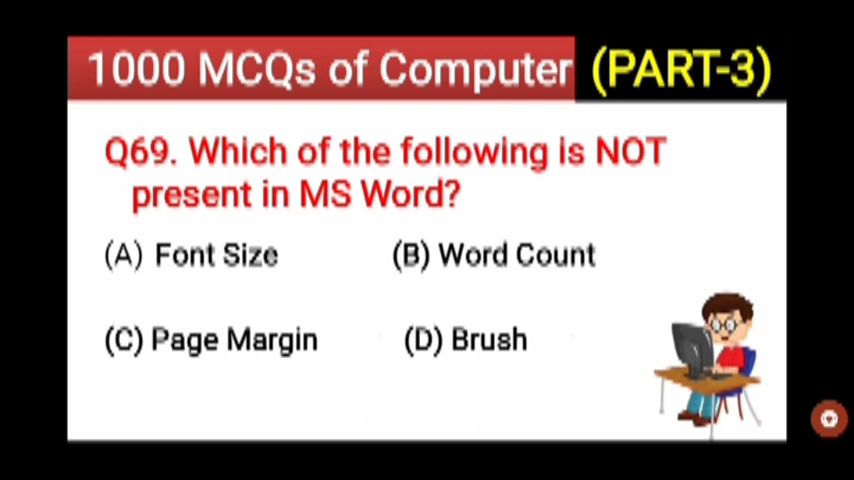 1000 MCQs of Computer (PART-3)
Q69. Which of the following is NOT
present in MS Word?
(A) Font Size (B) Word Count
(C) Page Margin (D) Brush